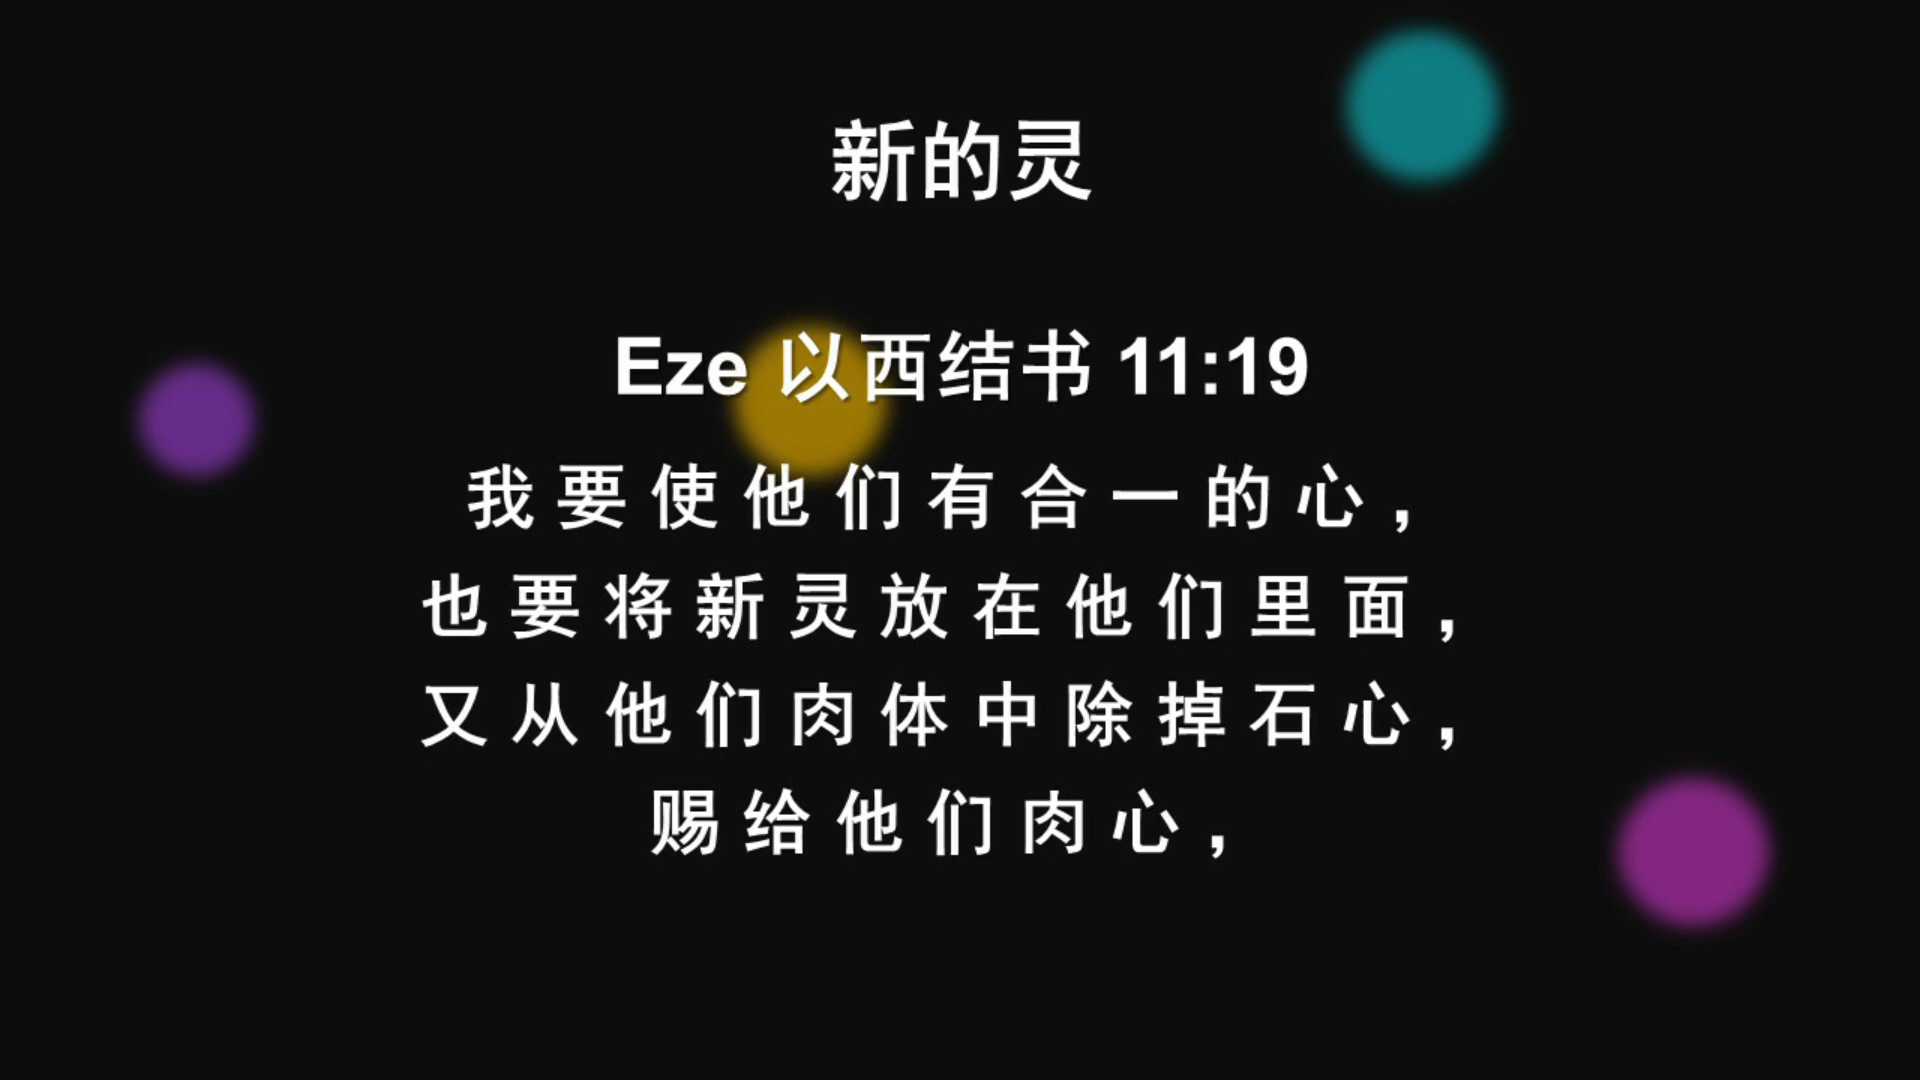 新的灵
Eze 以西结书 11:19
我 要 使 他 们 有 合 一 的 心 ,
也 要 将 新 灵 放 在 他 们 里 面 ,
又 从 他 们 肉 体 中 除 掉 石 心 ,
赐 给 他 们 肉 心 ,